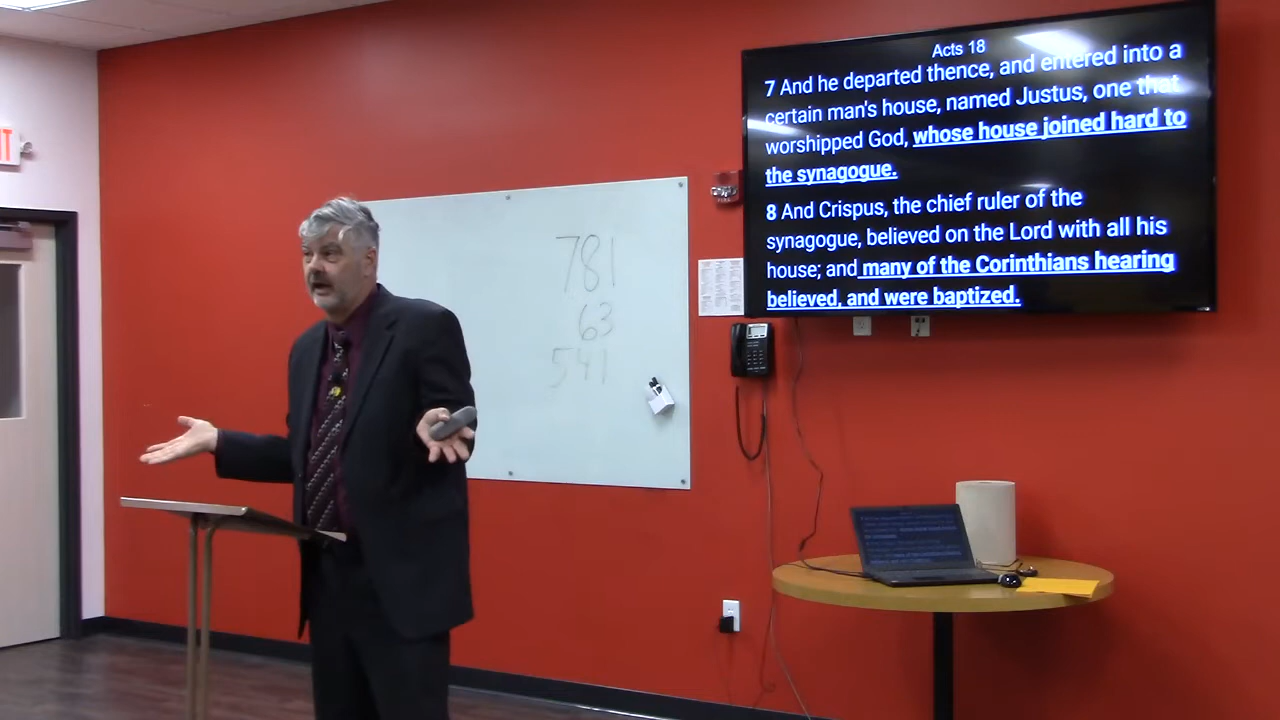 IT
781
63
541
Acts 18
7 And he departed thence, and entered into a
certain man's house, named Justus, one that
worshipped God, whose house joined hard to
the synagogue.
8 And Crispus, the chief ruler of the
synagogue, believed on the Lord with all his
house; and many of the Corinthians hearing
believed, and were baptized.
FIRE